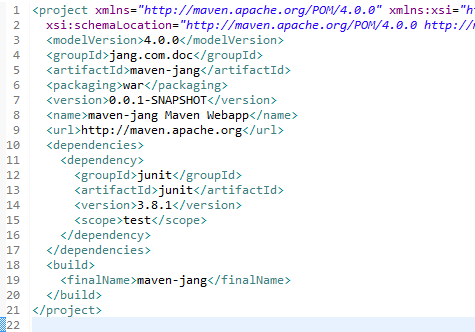 1 <project xmlns="http://maven.apache.org/POM/4.0.0" xmlns:xsi="
2 xsi:schemaLocation="http://maven.apache.org/POM/4.0.0
3 <modelVersion>4.0.0</modelVersion>
4 <groupId>jang.com.doc</groupId>
5 <artifactId>maven-jang</artifactId>
6 <packaging>war</packaging>
7 <version>0.0.1-SNAPSHOT</version>
8 <name>maven-jang Maven Webapp</name>
9 <url>http://maven.apache.org</url>
10 <dependencies>
11 <dependency>
12 <groupId>junit</groupId>
13 <artifactId>junit</artifactId>
14 <version>3.8.1</version>
15 <scope>test</scope>
16 </dependency>
17 </dependencies>
18 <build>
19 <finalName>maven-jang</finalName>
20 </build>
21 </project>
22